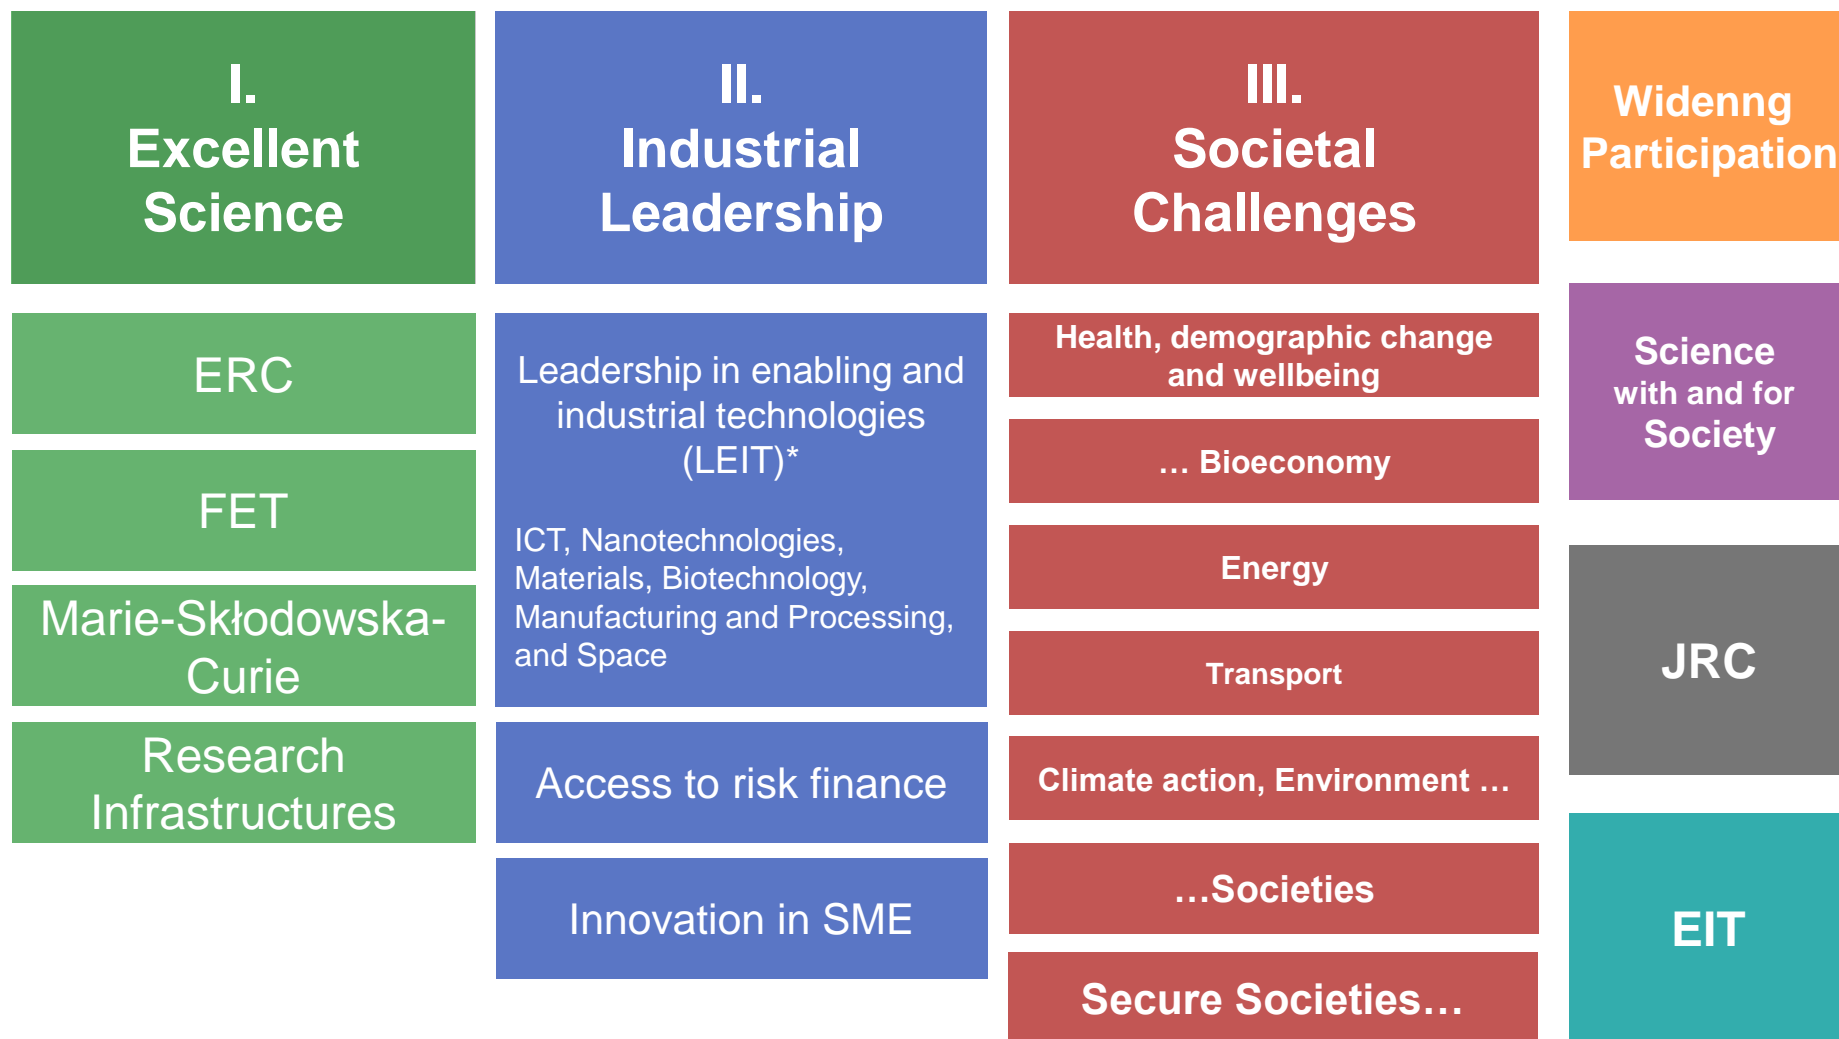 I.
Excellent
Science
ERC
FET
Marie-Skłodowska-
Curie
Research
Infrastructures
II.
Industrial
Leadership
Leadership in enabling and
industrial technologies
(LEIT)*
ICT, Nanotechnologies,
Materials, Biotechnology,
Manufacturing and Processing,
and Space
Access to risk finance
Innovation in SME
III.
Societal
Challenges
Health, demographic change
and wellbeing
… Bioeconomy
Energy
Transport
Climate action, Environment …
…Societies
Secure Societies…
Widenng
Participation
Science
with and for
Society
JRC
EIT